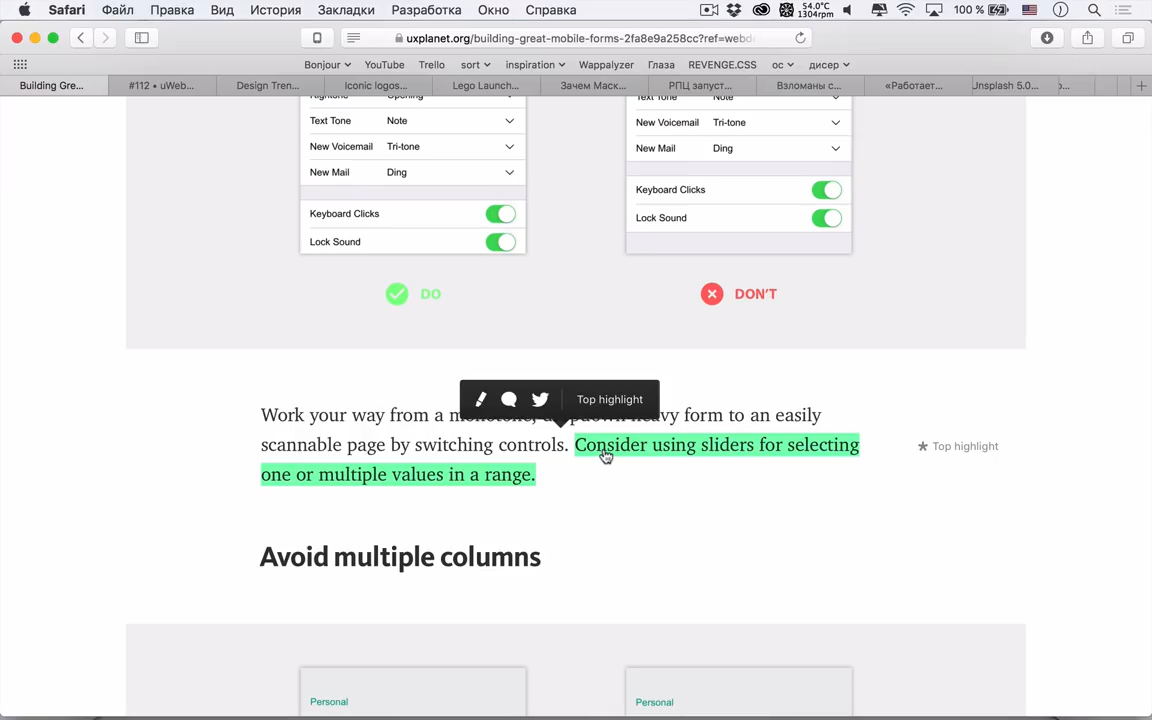 Safari Файл Правка Вид История Закладки Разработка Окно Справка 54.0°C 1304rpm 100 %
uxplanet.org/building-great-mobile-forms-2fa8e9a258cc?ref=webd
Bonjour YouTube Trello sort inspiration Wappalyzer Глаза REVENGE.CSS ос дисер
Building Gre... #112 • uWeb... Design Tren... Iconic logos... Lego Launch... Зачем Маск... РПЦ запуст... Взломаны с... «Работает... Unsplash 5.0...
Opening
Text Tone Note
New Voicemail Tri-tone
New Mail Ding
Keyboard Clicks
Lock Sound
DO
Text Tone Note
New Voicemail Tri-tone
New Mail Ding
Keyboard Clicks
Lock Sound
DON'T
Top highlight
Work your way from a heavy form to an easily
scannable page by switching controls. Consider using sliders for selecting
one or multiple values in a range.
Top highlight
Avoid multiple columns
Personal
Personal